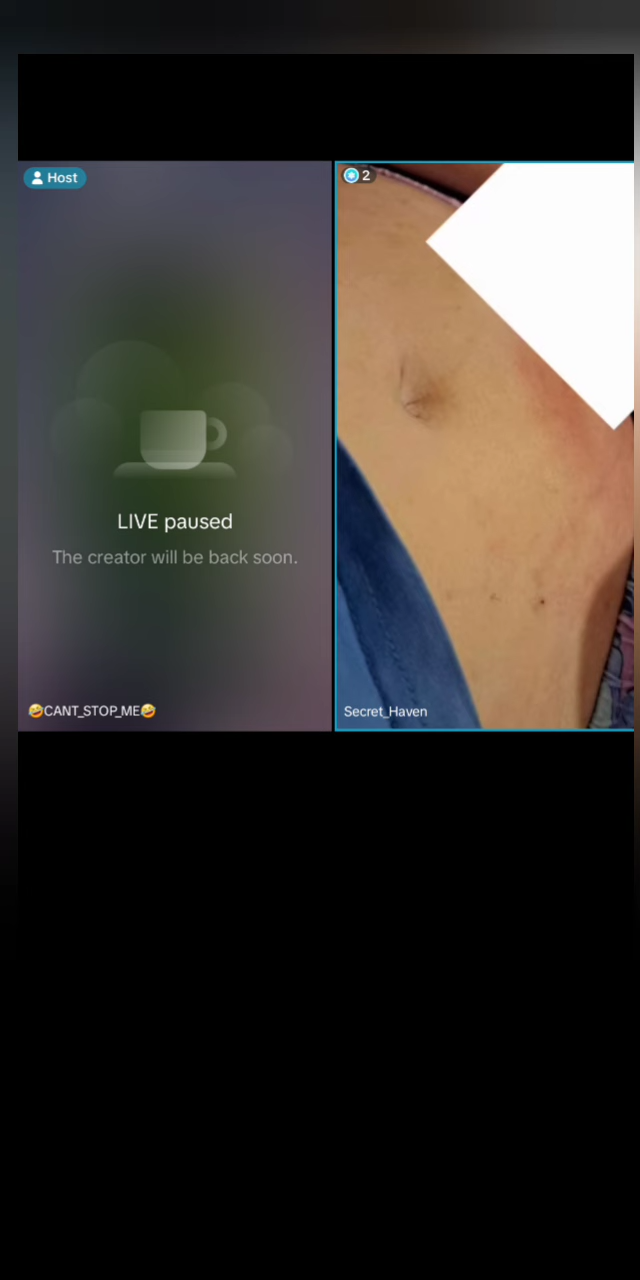 Host
2
LIVE paused
The creator will be back soon.
🤣CANT_STOP_ME🤣
Secret_Haven